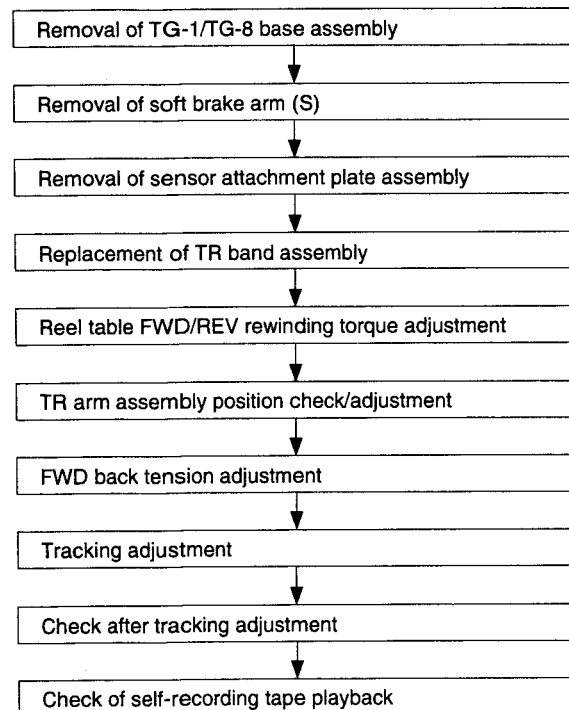 Removal of TG-1/TG-8 base assembly
Removal of soft brake arm (S)
Removal of sensor attachment plate assembly
Replacement of TR band assembly
Reel table FWD/REV rewinding torque adjustment
TR arm assembly position check/adjustment
FWD back tension adjustment
Tracking adjustment
Check after tracking adjustment
Check of self-recording tape playback